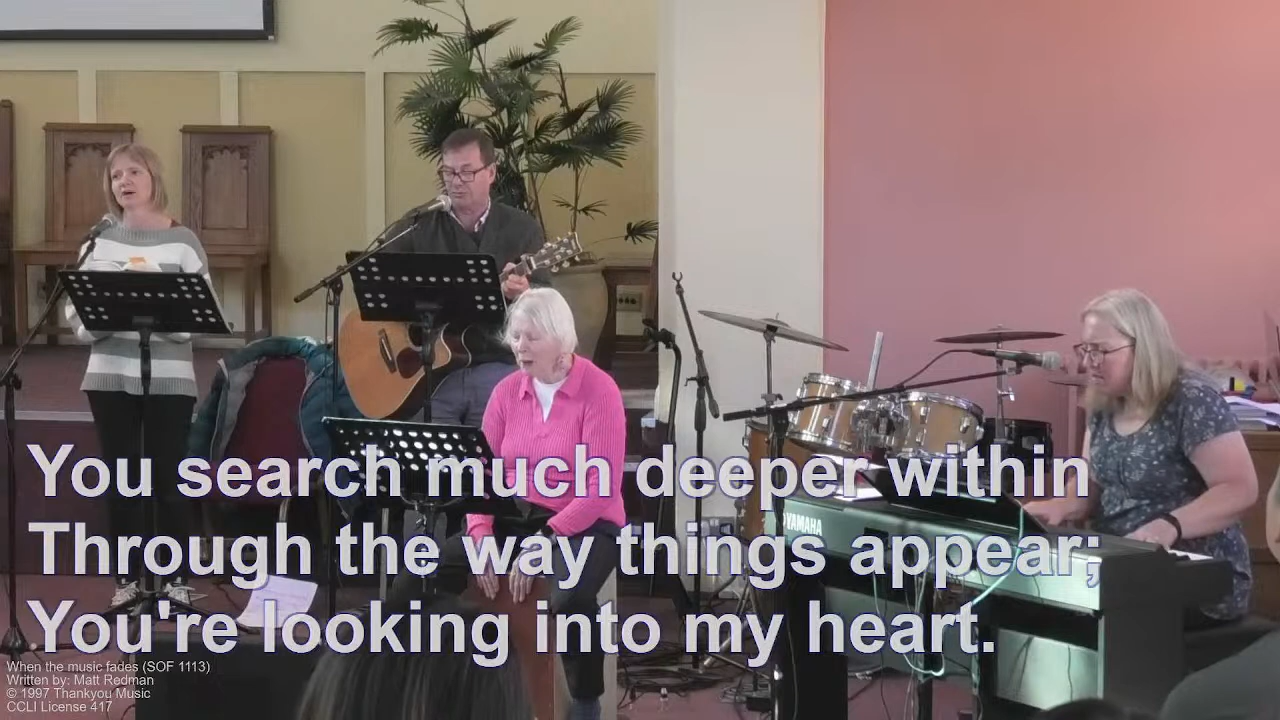 YAMAHA
You search much deeper within
Through the way things appear;
You're looking into my heart.
When the music fades (SOF 1113)
Written by: Matt Redman
© 1997 Thankyou Music
CCLI License 417